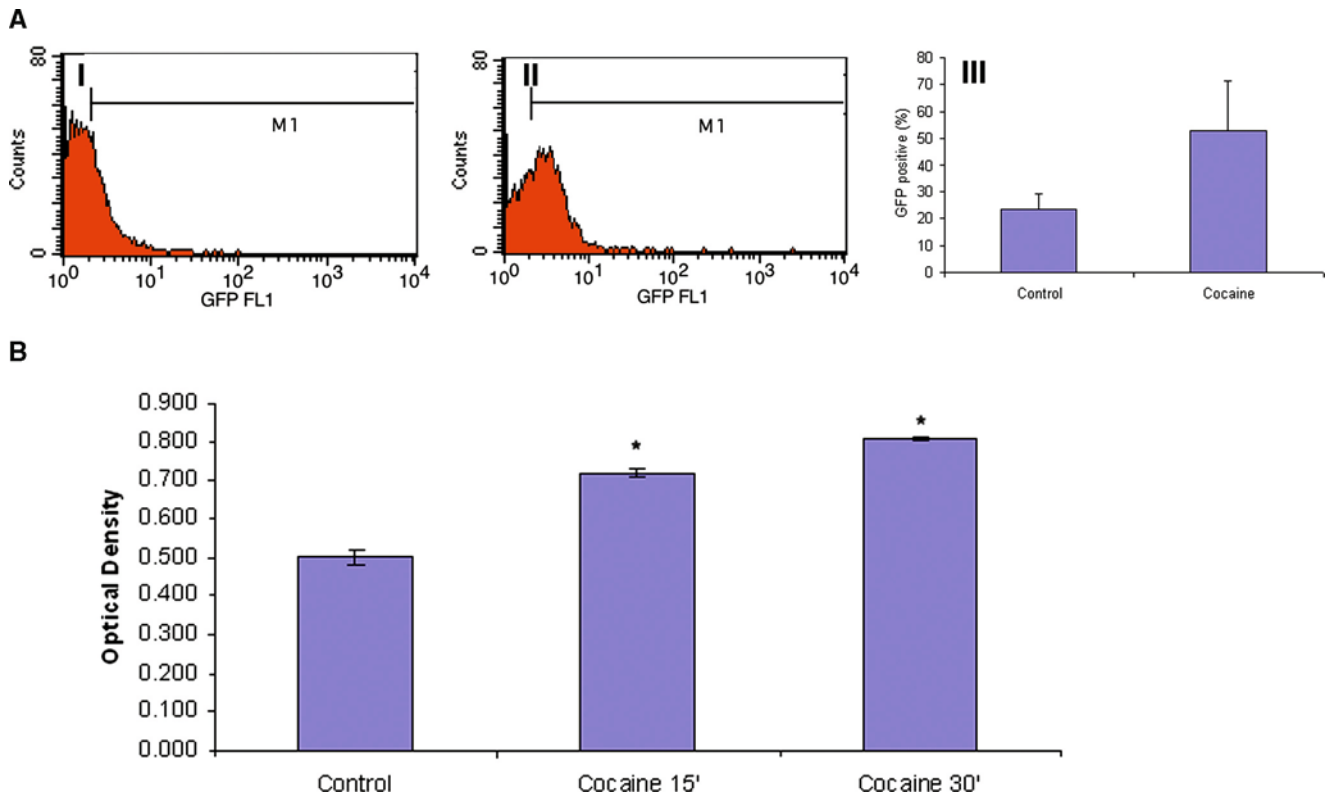 A
I
80
Counts
0
M1
10^0 10^1 10^2 10^3 10^4
GFP FL1
II
80
Counts
0
M1
10^0 10^1 10^2 10^3 10^4
GFP FL1
III
GFP positive (%)
80
70
60
50
40
30
20
10
0
Control Cocaine
B
Optical Density
0.900
0.800
0.700
0.600
0.500
0.400
0.300
0.200
0.100
0.000
*
*
Control Cocaine 15' Cocaine 30'